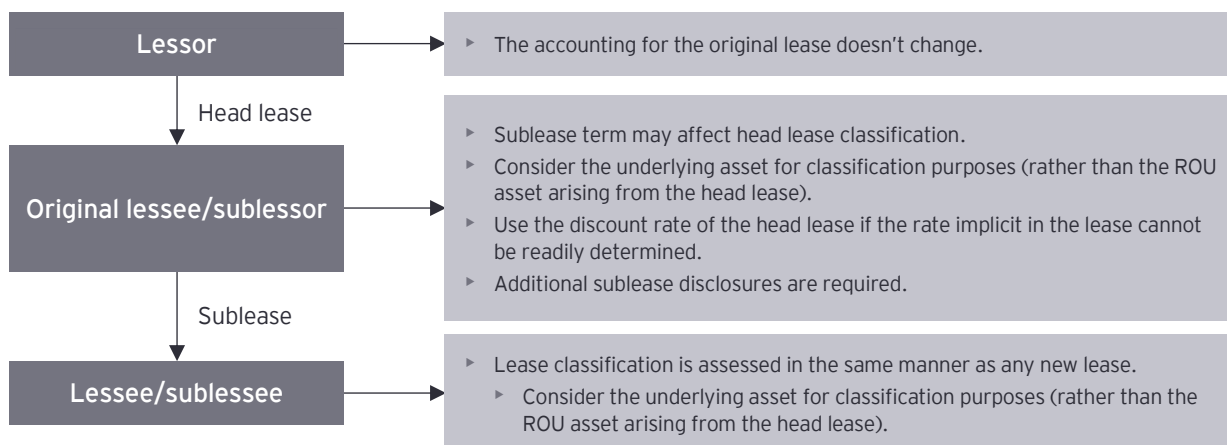 Lessor
▸ The accounting for the original lease doesn't change.
Head lease
Original lessee/sublessor
▸ Sublease term may affect head lease classification.
▸ Consider the underlying asset for classification purposes (rather than the ROU
asset arising from the head lease).
▸ Use the discount rate of the head lease if the rate implicit in the lease cannot
be readily determined.
▸ Additional sublease disclosures are required.
Sublease
Lessee/sublessee
▸ Lease classification is assessed in the same manner as any new lease.
▸ Consider the underlying asset for classification purposes (rather than the
ROU asset arising from the head lease).